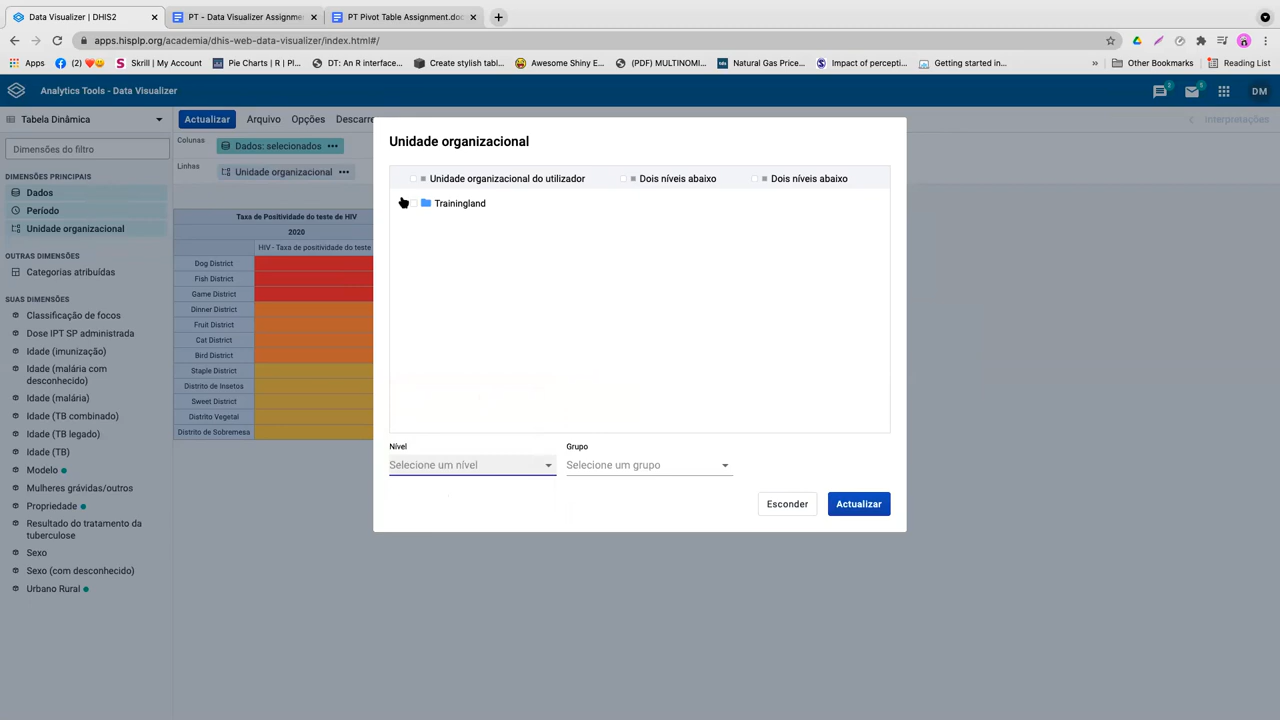 Data Visualizer | DHIS2
PT - Data Visualizer Assignme
PT Pivot Table Assignment.doc
apps.hisplp.org/academia/dhis-web-data-visualizer/index.html#/
Apps
(2)
Skrill | My Account
Pie Charts | R | Pl...
DT: An R interface...
Create stylish tabl...
Awesome Shiny E...
(PDF) MULTINOMI...
Natural Gas Price...
Impact of percepti...
Getting started in...
»
Other Bookmarks
Reading List
Analytics Tools - Data Visualizer
2
5
DM
Tabela Dinâmica
Actualizar
Arquivo
Opções
Descarre
Interpretações
Dimensões do filtro
Colunas
Dados: selecionados
Linhas
Unidade organizacional
DIMENSÕES PRINCIPAIS
Dados
Período
Unidade organizacional
OUTRAS DIMENSÕES
Categorias atribuídas
SUAS DIMENSÕES
Classificação de focos
Dose IPT SP administrada
Idade (imunização)
Idade (malária com
desconhecido)
Idade (malária)
Idade (TB combinado)
Idade (TB legado)
Idade (TB)
Modelo
Mulheres grávidas/outros
Propriedade
Resultado do tratamento da
tuberculose
Sexo
Sexo (com desconhecido)
Urbano Rural
Taxa de Positividade do teste de HIV
2020
HIV - Taxa de positividade do teste
Dog District
Fish District
Game District
Dinner District
Fruit District
Cat District
Bird District
Staple District
Distrito de Insetos
Sweet District
Distrito Vegetal
Distrito de Sobremesa
Unidade organizacional
Unidade organizacional do utilizador
Dois níveis abaixo
Dois níveis abaixo
Trainingland
Nível
Grupo
Selecione um nível
Selecione um grupo
Esconder
Actualizar